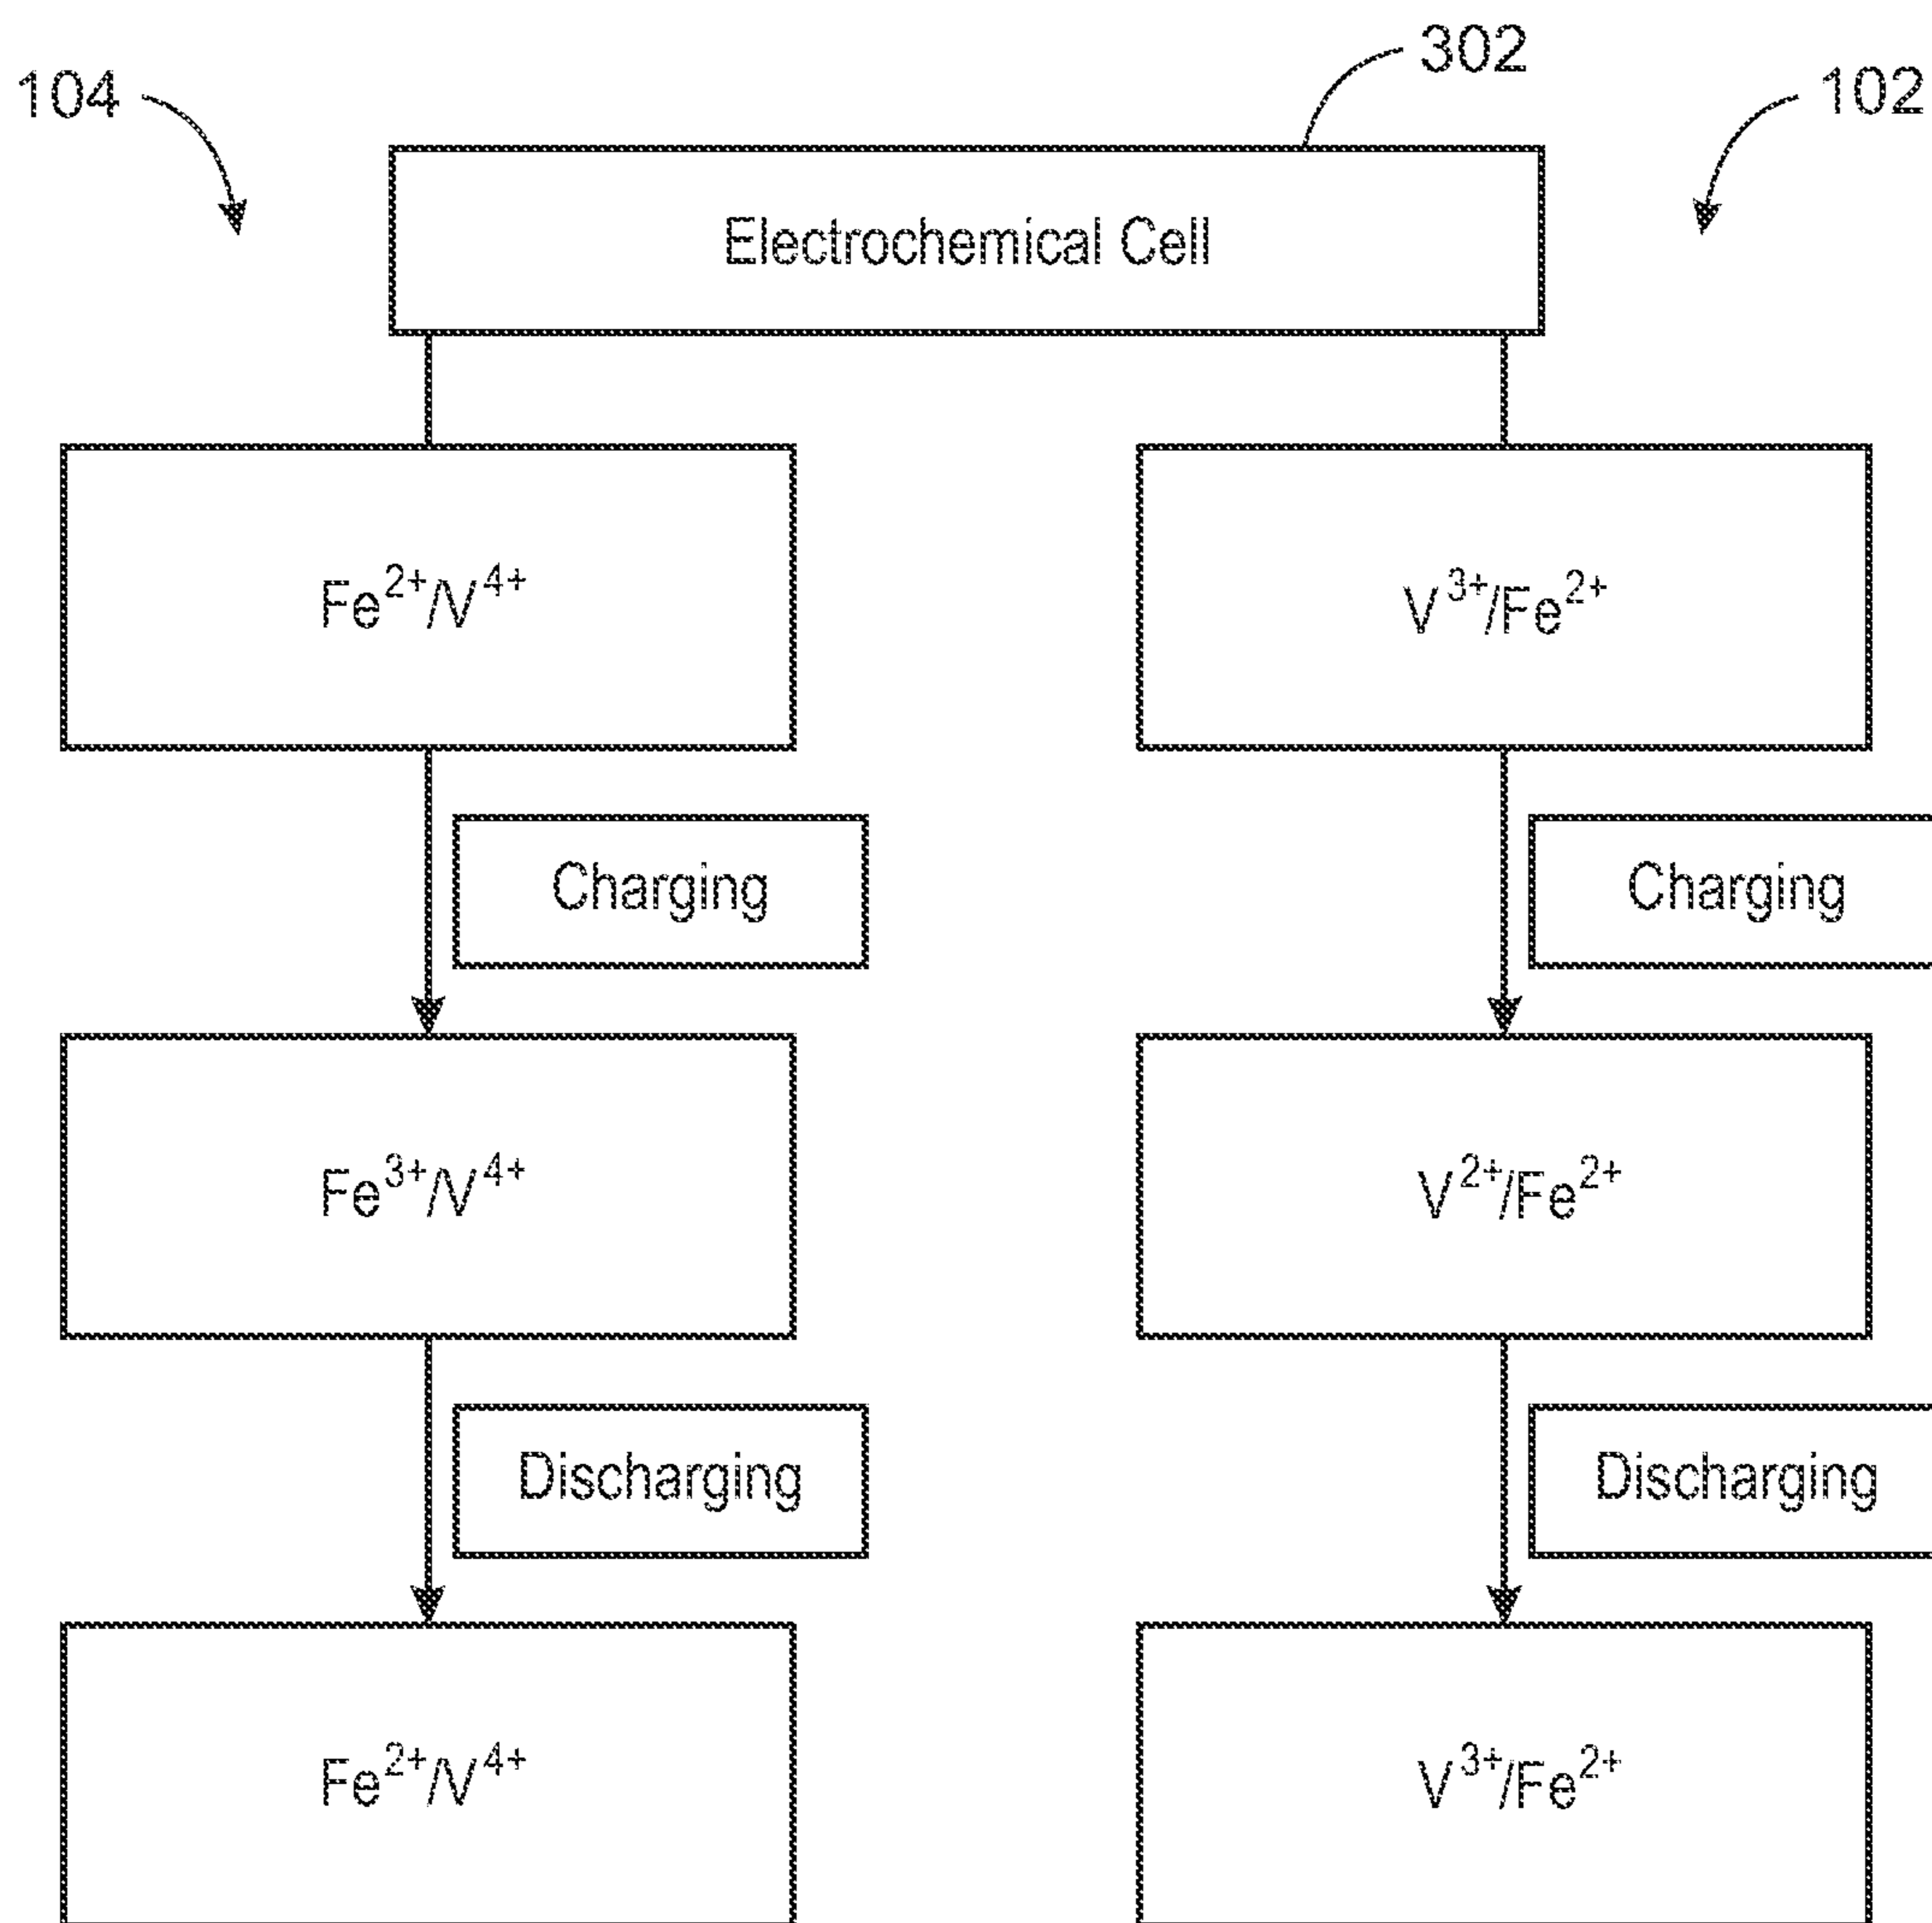 302
104
102
Electrochemical Cell
Fe²⁺/V⁴⁺
V³⁺/Fe²⁺
Charging
Charging
Fe³⁺/V⁴⁺
V²⁺/Fe²⁺
Discharging
Discharging
Fe²⁺/V⁴⁺
V³⁺/Fe²⁺